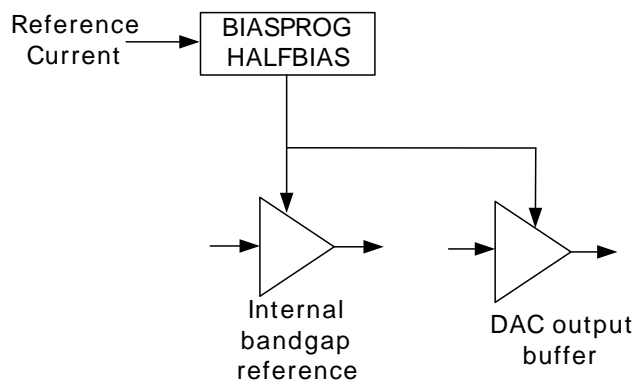 Reference
Current
BIASPROG
HALFBIAS
Internal
bandgap
reference
DAC output
buffer